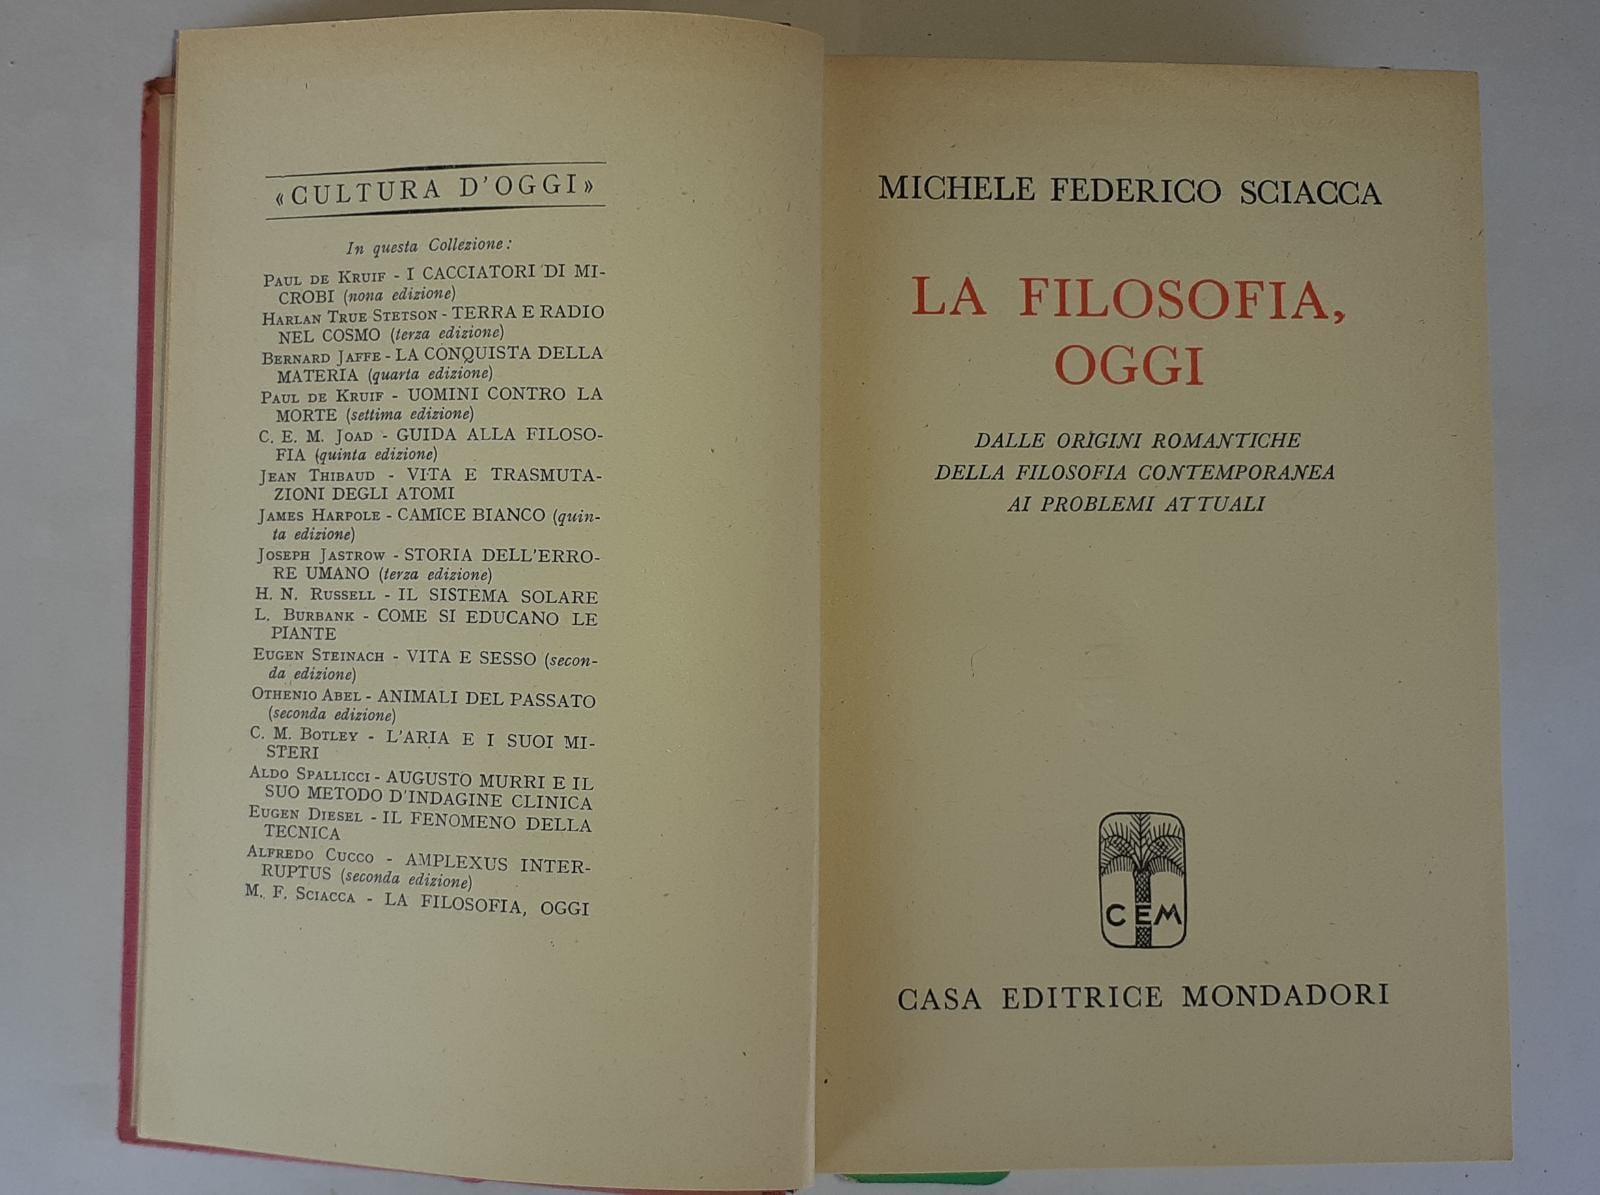 «CULTURA D'OGGI»
In questa Collezione:
PAUL DE KRUIF - I CACCIATORI DI MI-
CROBI (nona edizione)
HARLAN TRUE STETSON - TERRA E RADIO
NEL COSMO (terza edizione)
BERNARD JAFFE - LA CONQUISTA DELLA
MATERIA (quarta edizione)
PAUL DE KRUIF - UOMINI CONTRO LA
MORTE (settima edizione)
C. E. M. JOAD - GUIDA ALLA FILOSO-
FIA (quinta edizione)
JEAN THIBAUD - VITA E TRASMUTA-
ZIONI DEGLI ATOMI
JAMES HARPOLE - CAMICE BIANCO (quin-
ta edizione)
JOSEPH JASTROW - STORIA DELL'ERRO-
RE UMANO (terza edizione)
H. N. RUSSELL - IL SISTEMA SOLARE
L. BURBANK - COME SI EDUCANO LE
PIANTE
EUGEN STEINACH - VITA E SESSO (secon-
da edizione)
OTHENIO ABEL - ANIMALI DEL PASSATO
(seconda edizione)
C. M. BOTLEY - L'ARIA E I SUOI MI-
STERI
ALDO SPALLICCI - AUGUSTO MURRI E IL
SUO METODO D'INDAGINE CLINICA
EUGEN DIESEL - IL FENOMENO DELLA
TECNICA
ALFREDO CUCCO - AMPLEXUS INTER-
RUPTUS (seconda edizione)
M. F. SCIACCA - LA FILOSOFIA, OGGI
MICHELE FEDERICO SCIACCA
LA FILOSOFIA,
OGGI
DALLE ORIGINI ROMANTICHE
DELLA FILOSOFIA CONTEMPORANEA
AI PROBLEMI ATTUALI
CEM
CASA EDITRICE MONDADORI